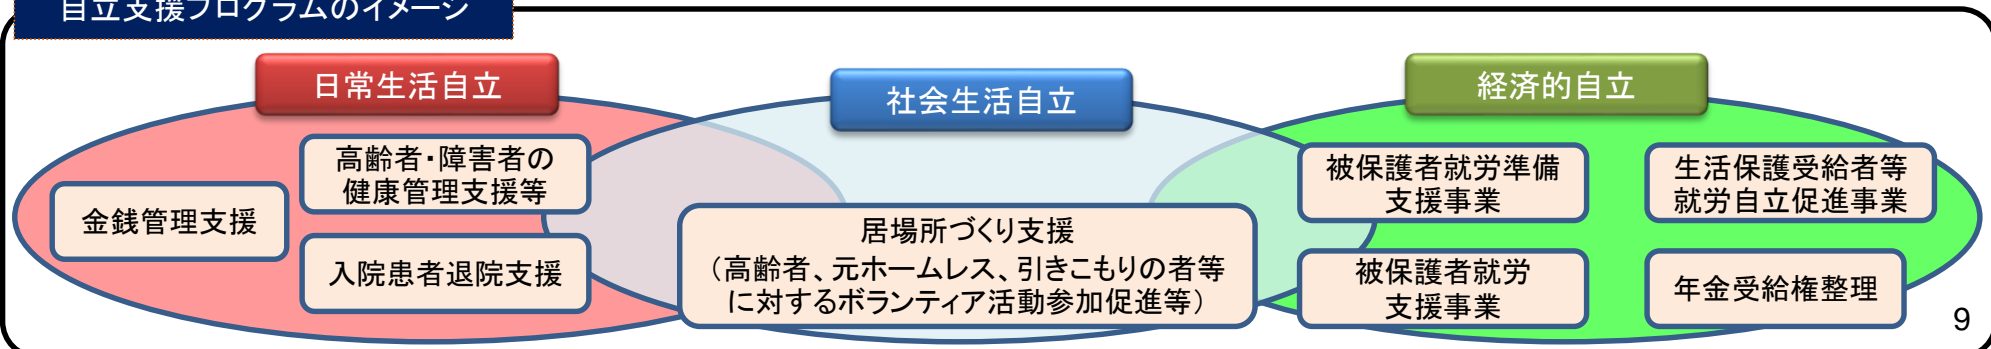 自立支援プログラムのイメージ
日常生活自立
社会生活自立
経済的自立
金銭管理支援
高齢者・障害者の
健康管理支援等
入院患者退院支援
居場所づくり支援
（高齢者、元ホームレス、引きこもりの者等
に対するボランティア活動参加促進等）
被保護者就労準備
支援事業
被保護者就労
支援事業
生活保護受給者等
就労自立促進事業
年金受給権整理
9